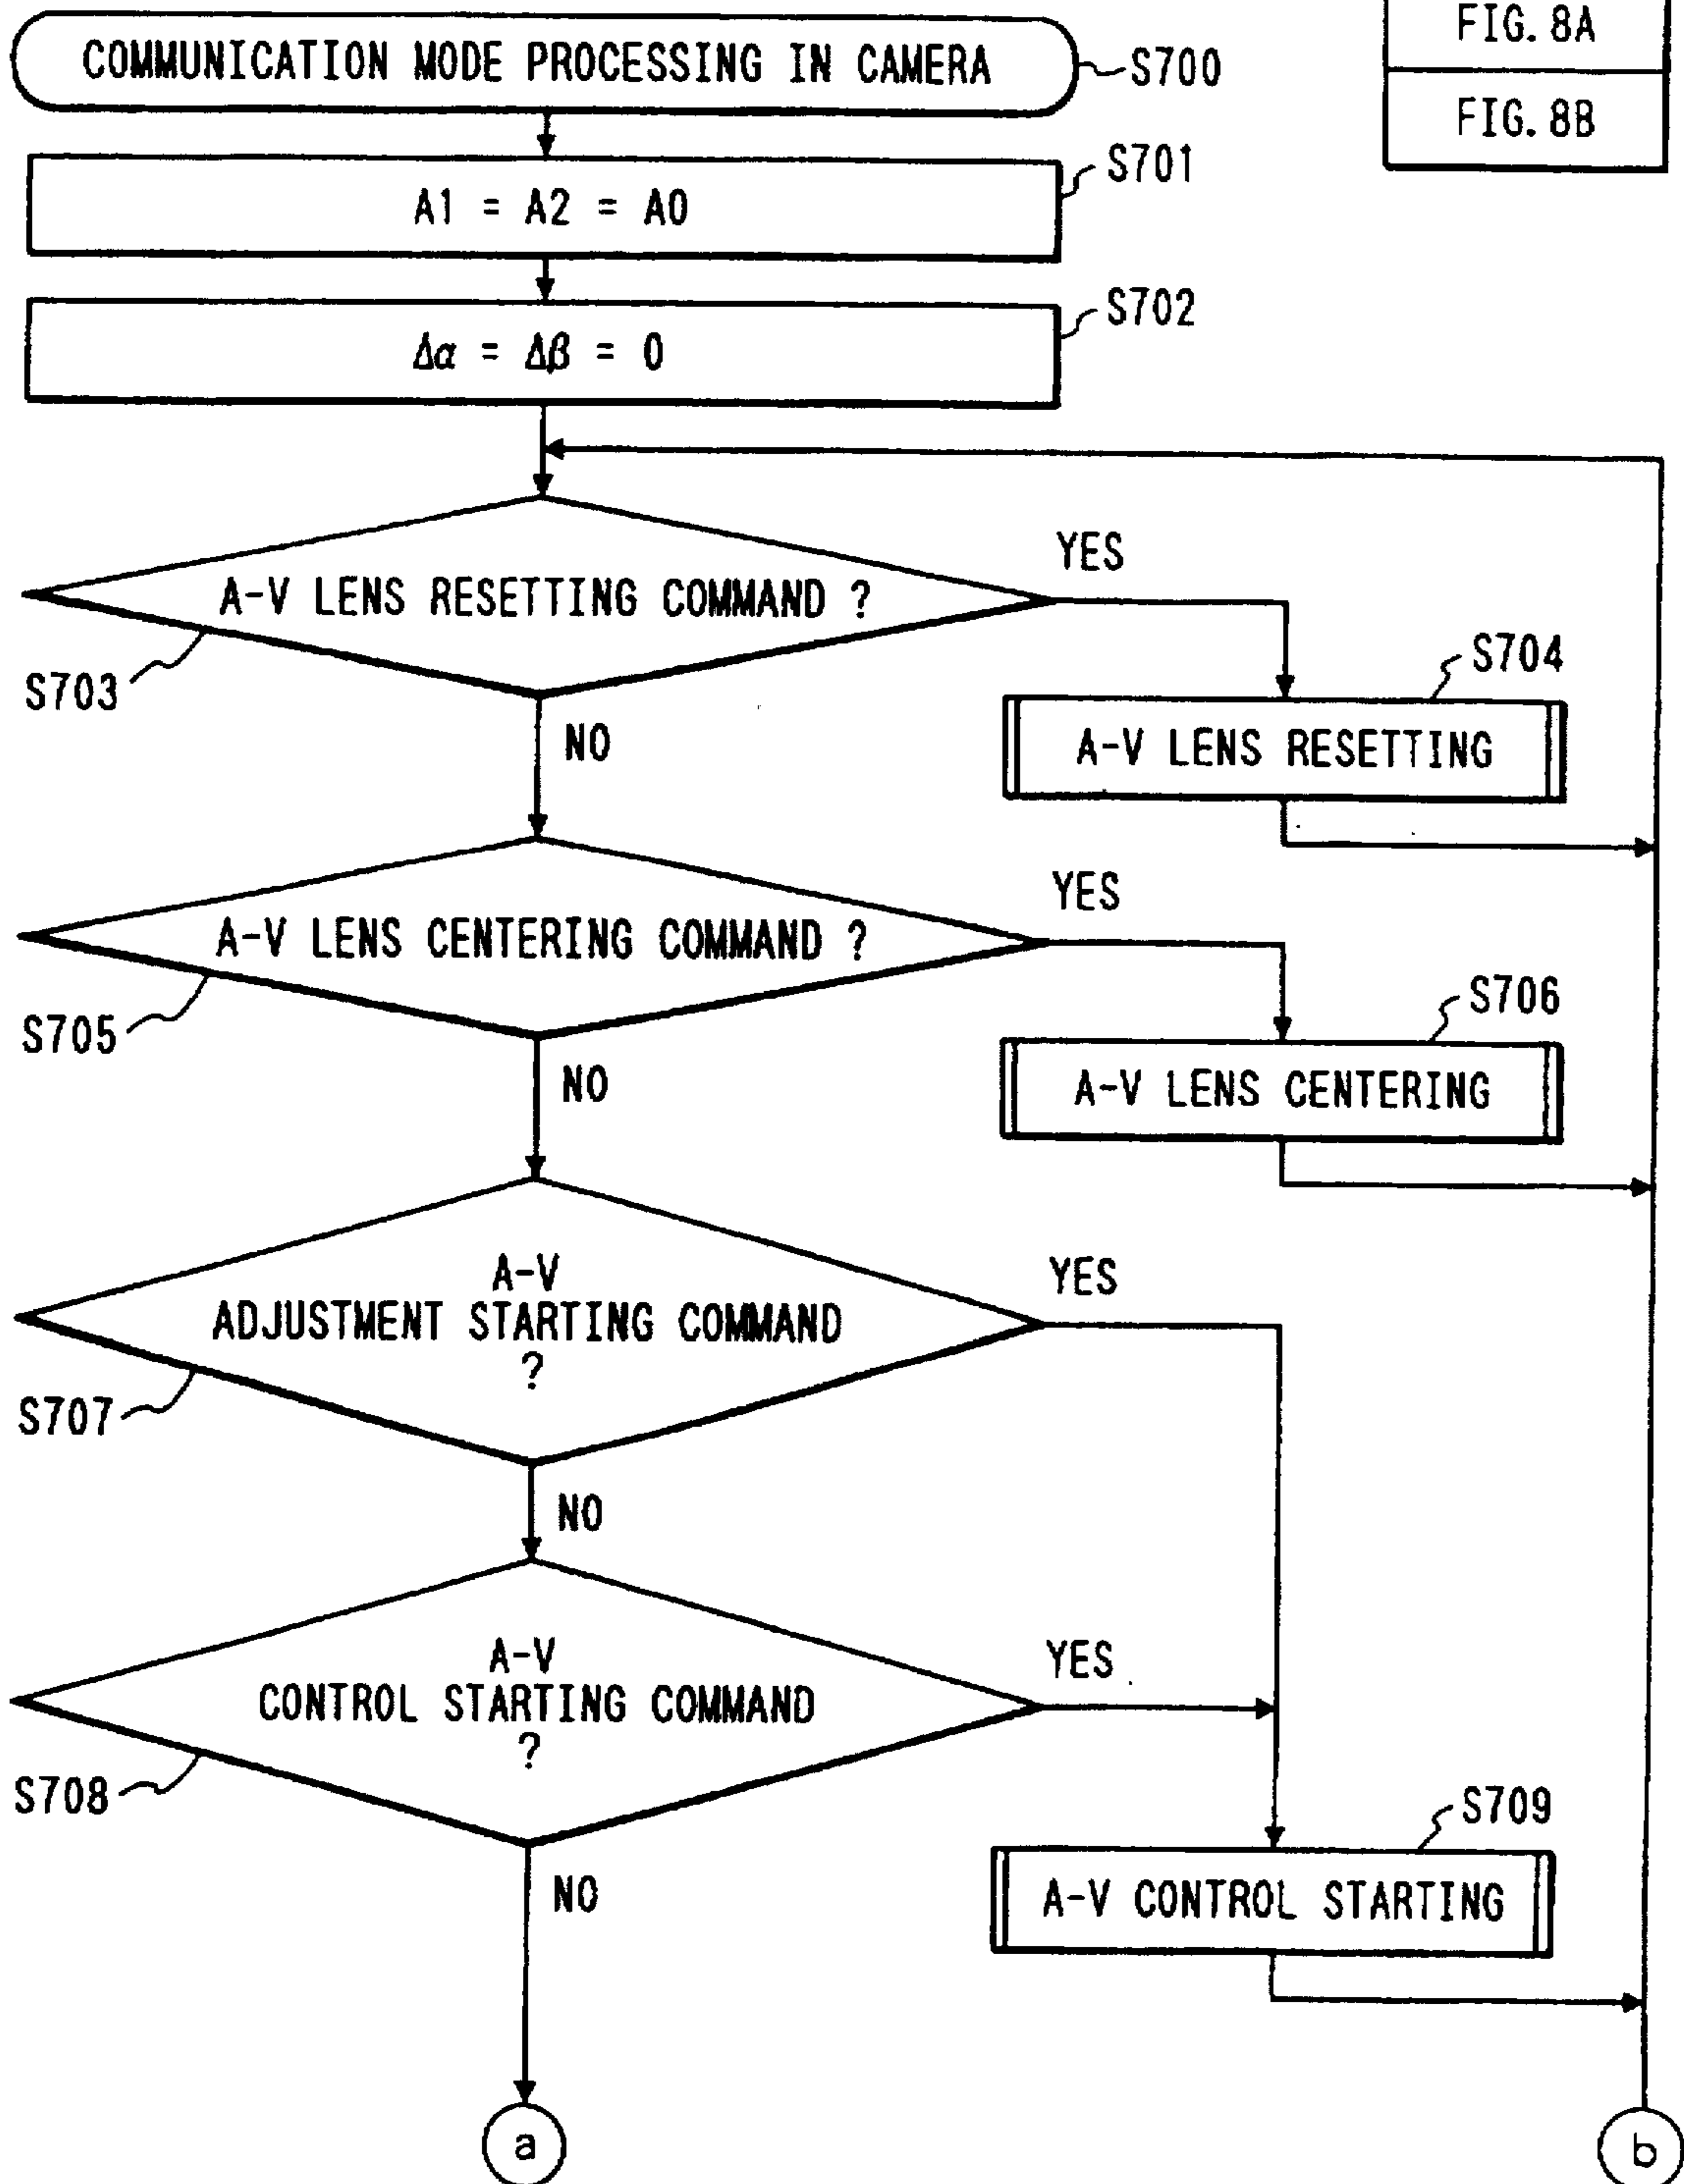 FIG. 8A
FIG. 8B
COMMUNICATION MODE PROCESSING IN CAMERA
S700
S701
A1 = A2 = A0
S702
Δα = Δβ = 0
A-V LENS RESETTING COMMAND ?
YES
S703
NO
S704
A-V LENS RESETTING
A-V LENS CENTERING COMMAND ?
YES
S705
NO
S706
A-V LENS CENTERING
A-V
ADJUSTMENT STARTING COMMAND
?
YES
S707
NO
A-V
CONTROL STARTING COMMAND
?
YES
S708
NO
S709
A-V CONTROL STARTING
a
b